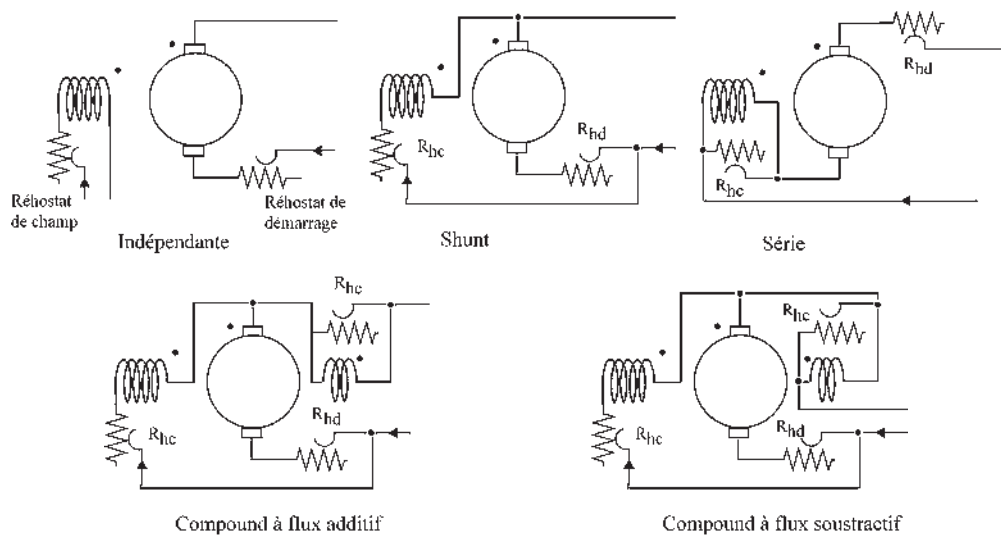 Réhostat
de champ
Réhostat de
démarrage
Indépendante
Rhc
Rhd
Shunt
Rhd
Rhc
Série
Rhc
Rhc
Rhd
Compound à flux additif
Rhc
Rhc
Rhd
Compound à flux soustractif